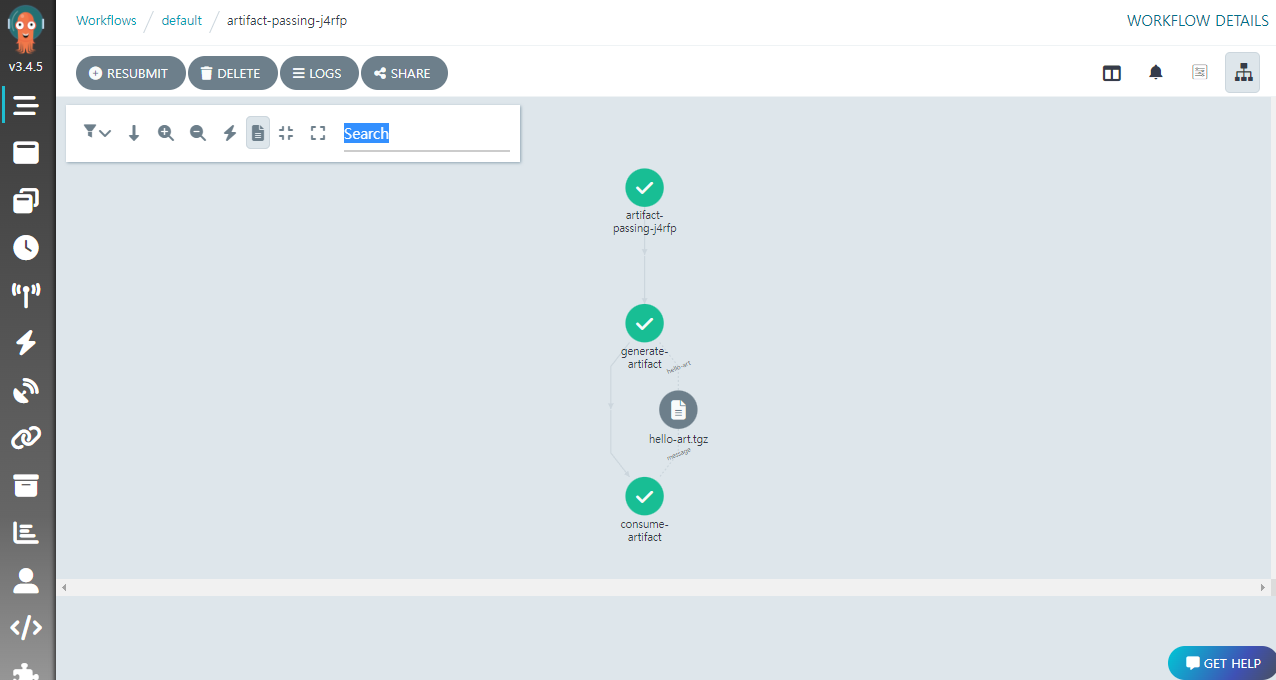 Workflows / default / artifact-passing-j4rfp
WORKFLOW DETAILS
v3.4.5
RESUBMIT DELETE LOGS SHARE
Search
artifact-
passing-j4rfp
generate-
artifact
hello-art
hello-art.tgz
message
consume-
artifact
GET HELP